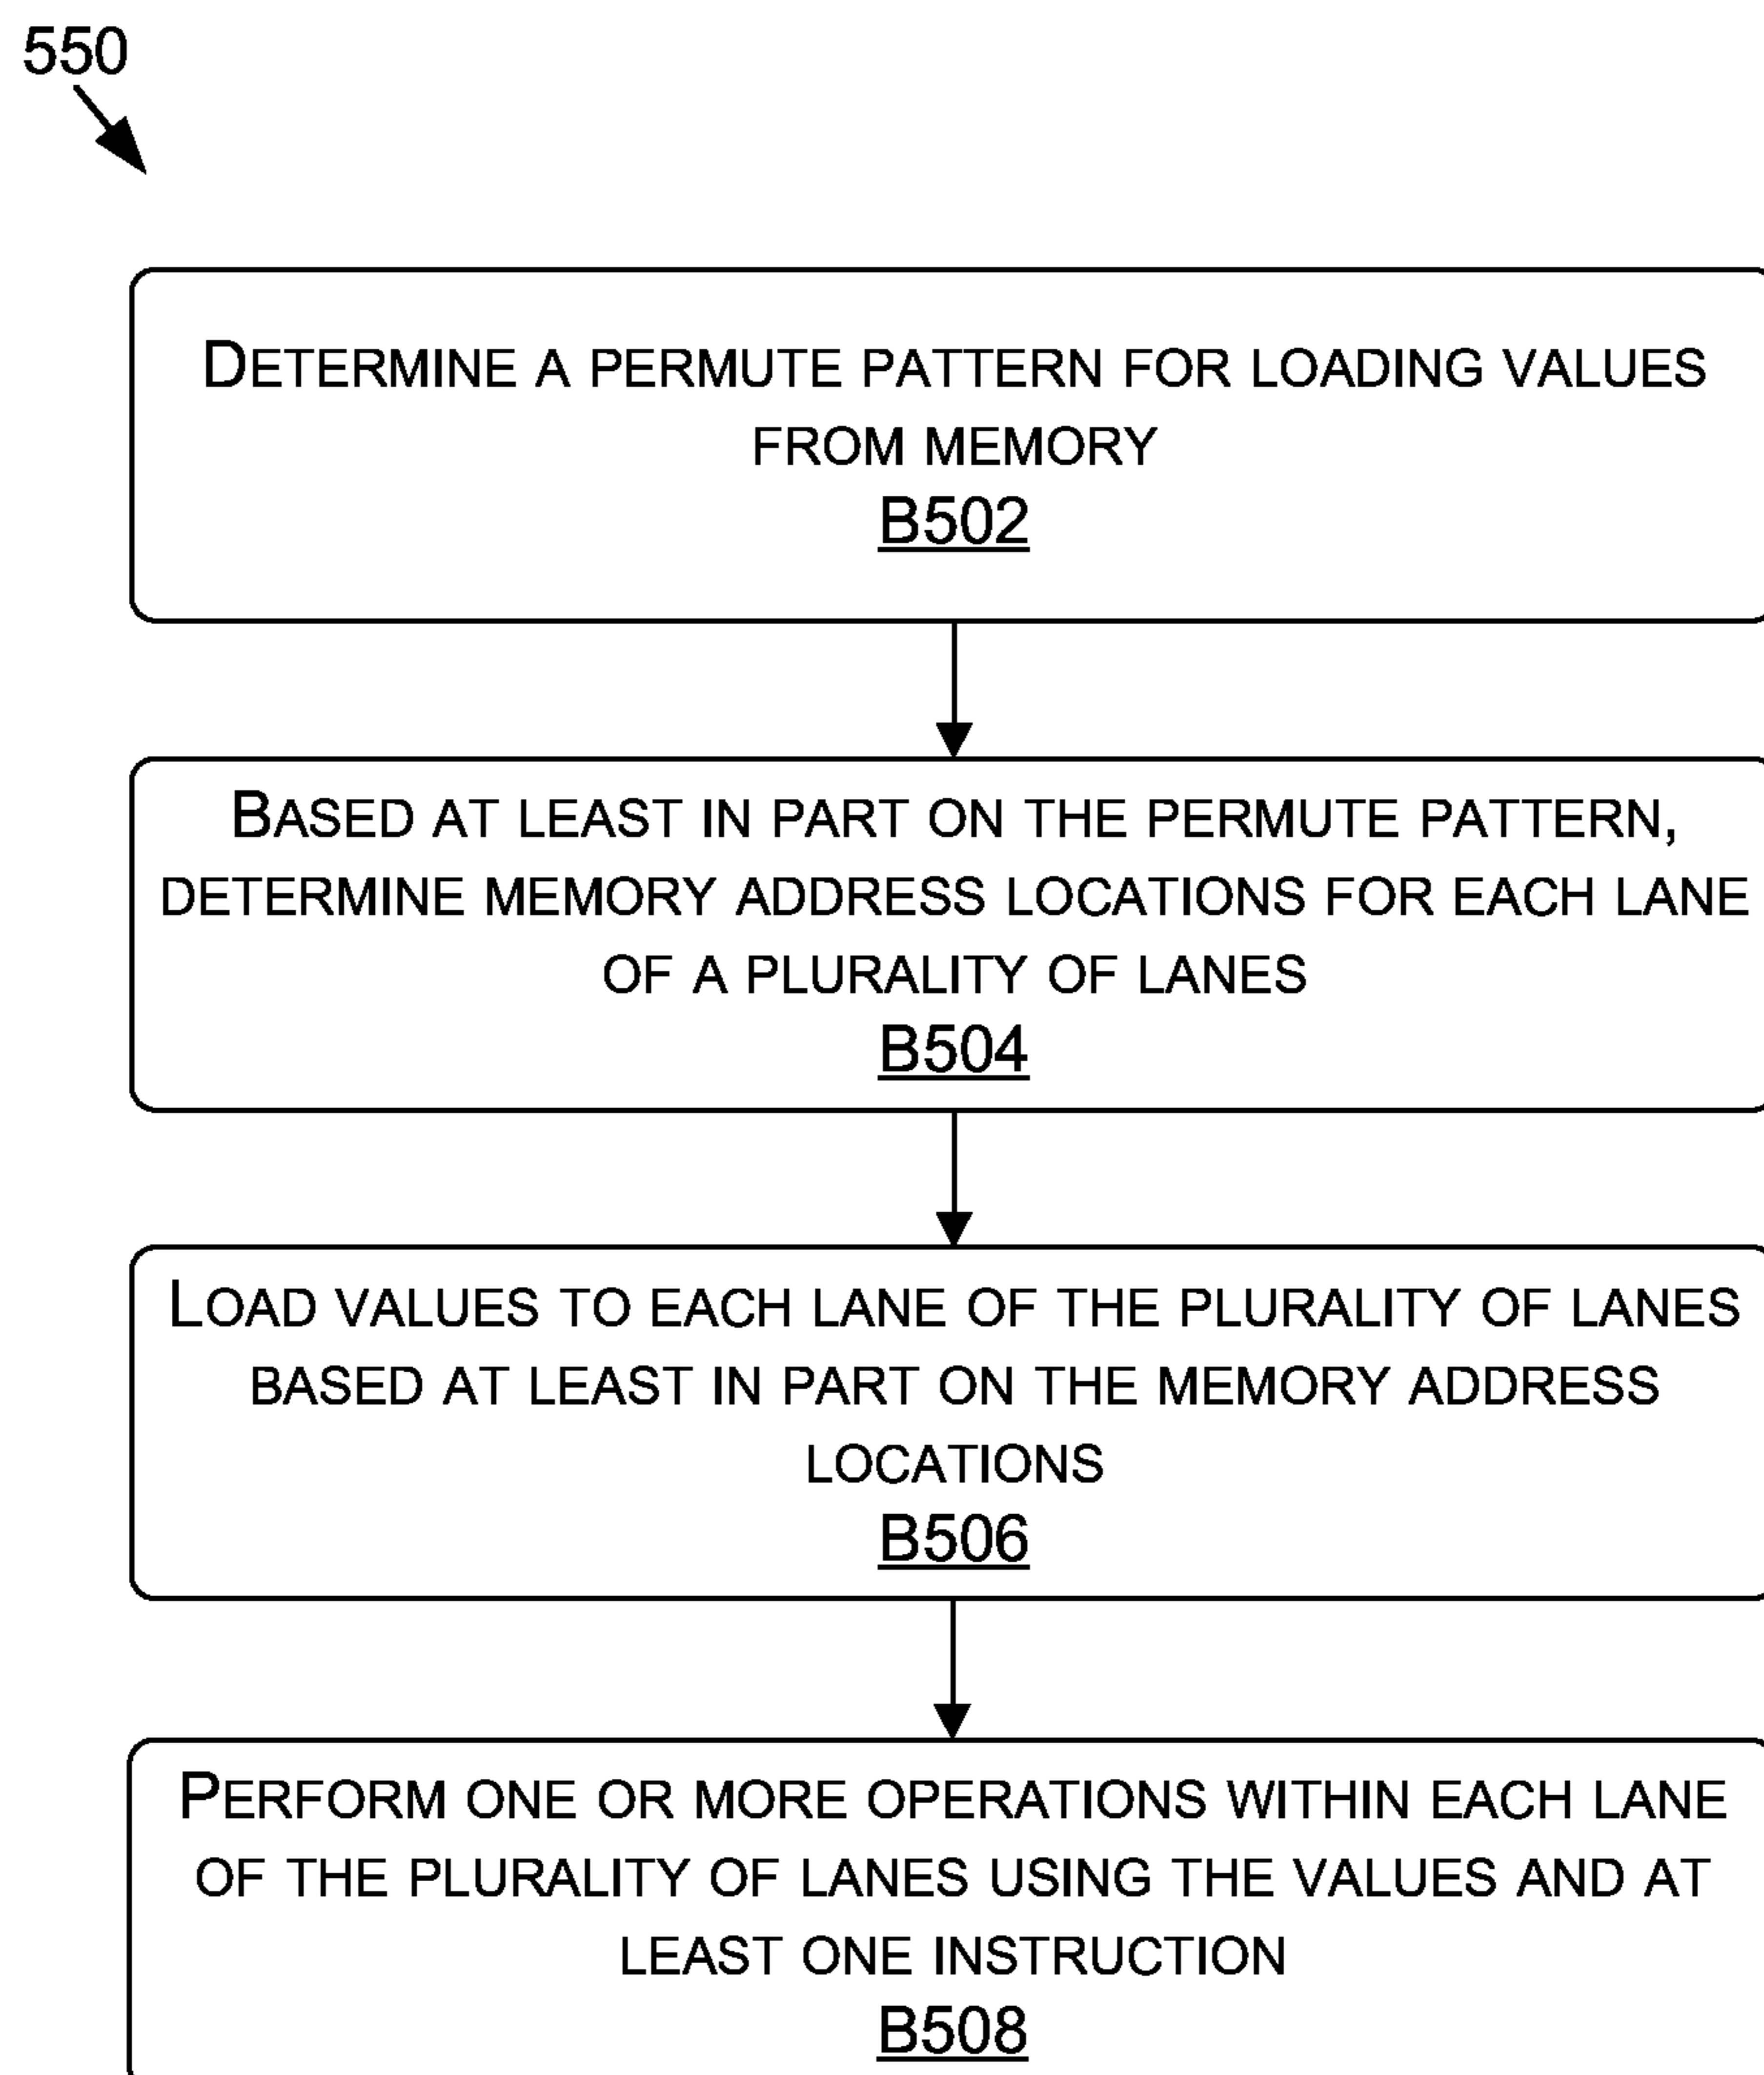 550
DETERMINE A PERMUTE PATTERN FOR LOADING VALUES
FROM MEMORY
B502
BASED AT LEAST IN PART ON THE PERMUTE PATTERN,
DETERMINE MEMORY ADDRESS LOCATIONS FOR EACH LANE
OF A PLURALITY OF LANES
B504
LOAD VALUES TO EACH LANE OF THE PLURALITY OF LANES
BASED AT LEAST IN PART ON THE MEMORY ADDRESS
LOCATIONS
B506
PERFORM ONE OR MORE OPERATIONS WITHIN EACH LANE
OF THE PLURALITY OF LANES USING THE VALUES AND AT
LEAST ONE INSTRUCTION
B508